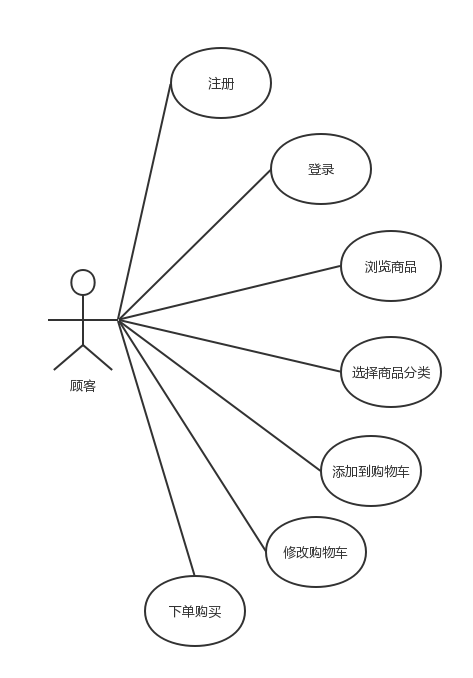 注册
登录
浏览商品
选择商品分类
顾客
添加到购物车
修改购物车
下单购买